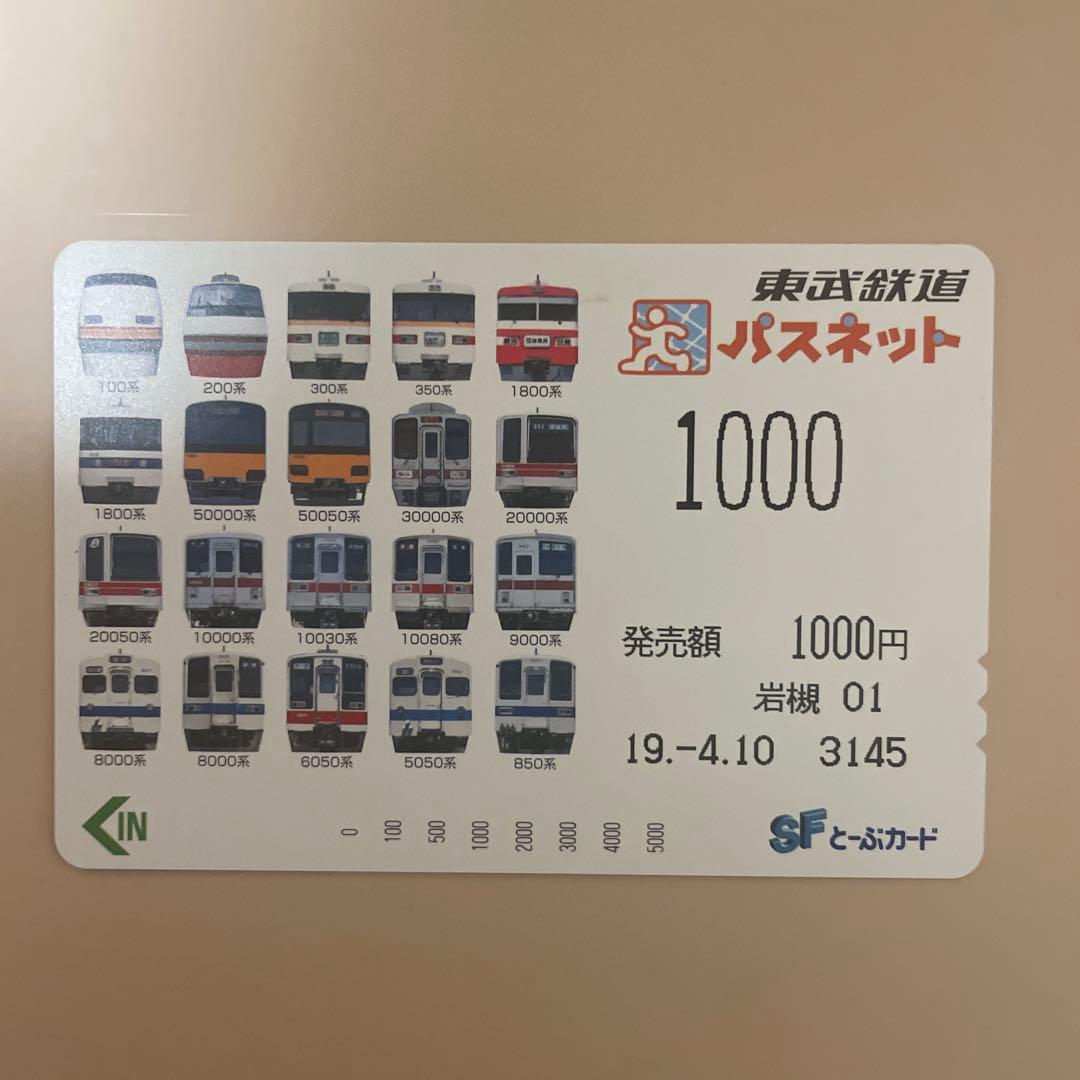 東武鉄道
パスネット
100系 200系 300系 350系 1800系
1800系 50000系 50050系 30000系 20000系
20050系 10000系 10030系 10080系 9000系
8000系 8000系 6050系 5050系 850系
1000
発売額 1000円
岩槻 01
19.-4.10 3145
IN
0 100 500 1000 2000 3000 4000 5000
SFとーぶカード